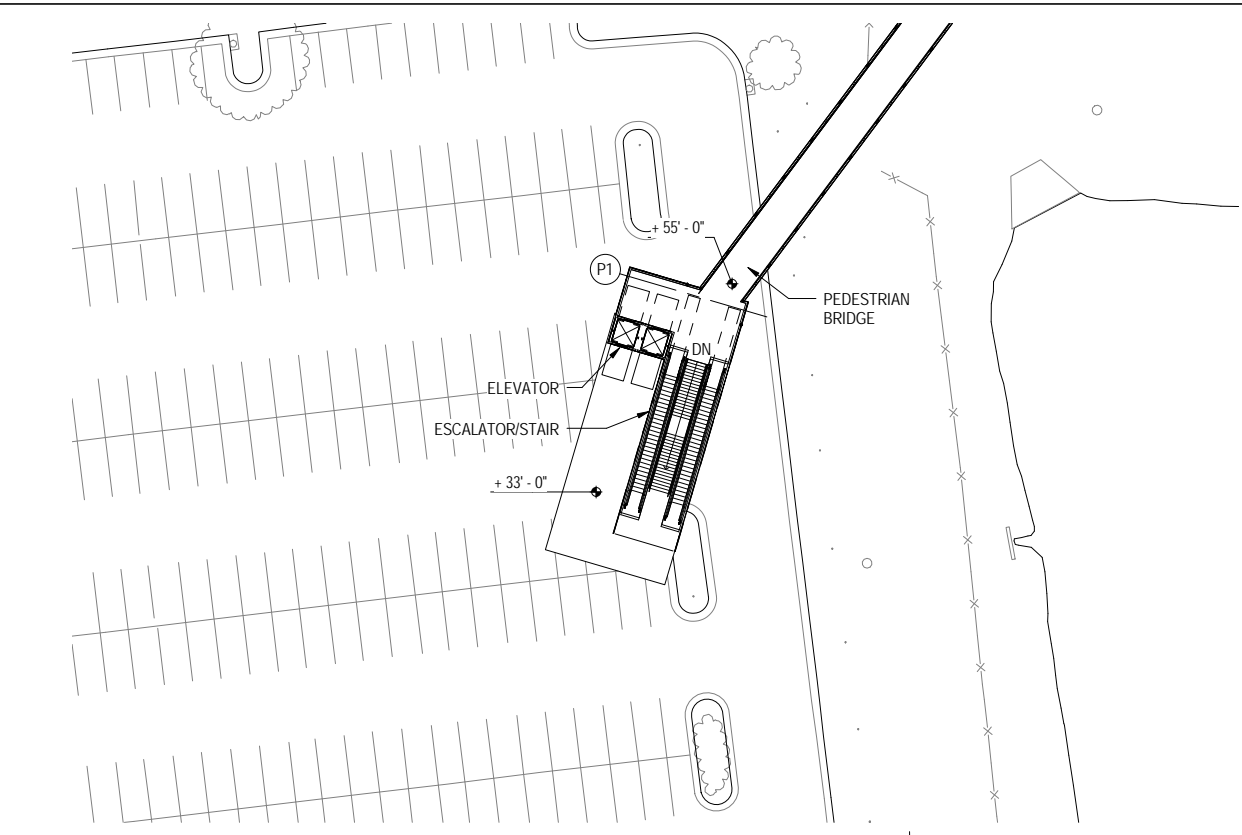 + 55' - 0"
P1
PEDESTRIAN
BRIDGE
DN
ELEVATOR
ESCALATOR/STAIR
+ 33' - 0"